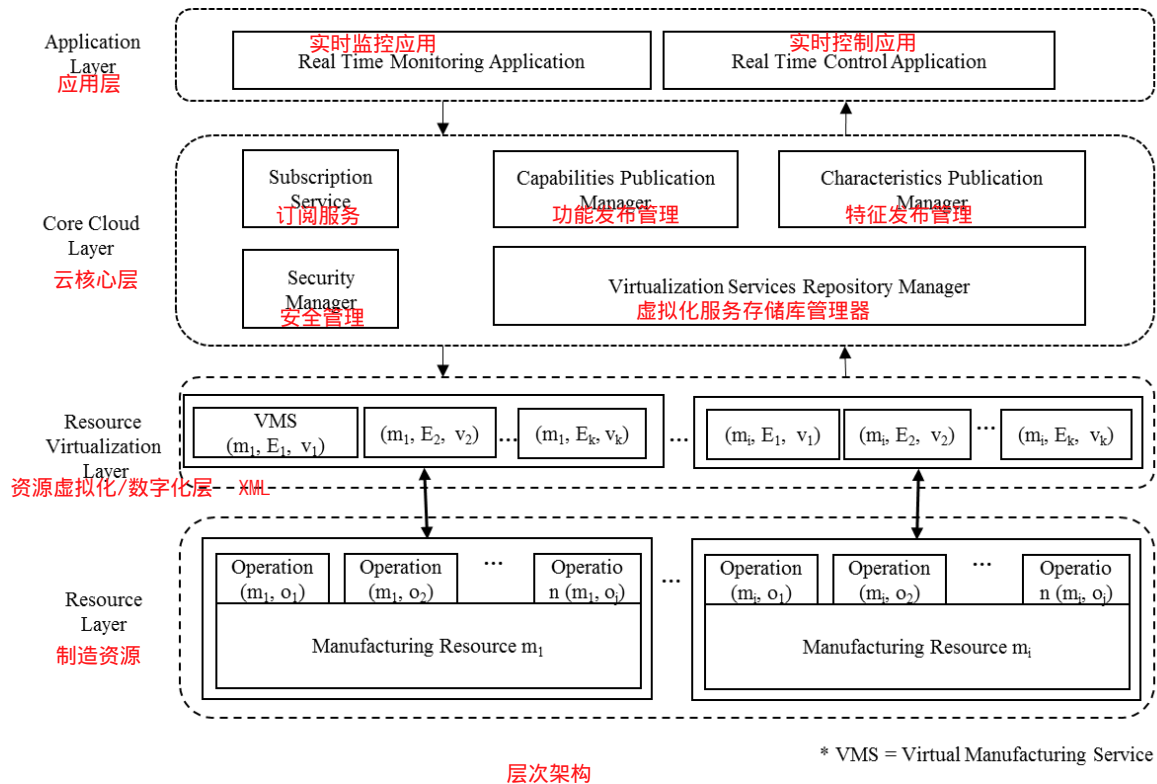 Application
Layer
应用层
实时监控应用
Real Time Monitoring Application
实时控制应用
Real Time Control Application
Core Cloud
Layer
云核心层
Subscription
Service
订阅服务
Capabilities Publication
Manager
功能发布管理
Characteristics Publication
Manager
特征发布管理
Security
Manager
安全管理
Virtualization Services Repository Manager
虚拟化服务存储库管理器
Resource
Virtualization
Layer
资源虚拟化/数字化层 XML
VMS
(m₁, E₁, v₁)
(m₁, E₂, v₂)
...
(m₁, Eₖ, vₖ)
...
(mᵢ, E₁, v₁)
(mᵢ, E₂, v₂)
...
(mᵢ, Eₖ, vₖ)
Resource
Layer
制造资源
Operation
(m₁, o₁)
Operation
(m₁, o₂)
...
Operatio
n (m₁, oⱼ)
Manufacturing Resource m₁
...
Operation
(mᵢ, o₁)
Operation
(mᵢ, o₂)
...
Operatio
n (mᵢ, oⱼ)
Manufacturing Resource mᵢ
* VMS = Virtual Manufacturing Service
层次架构